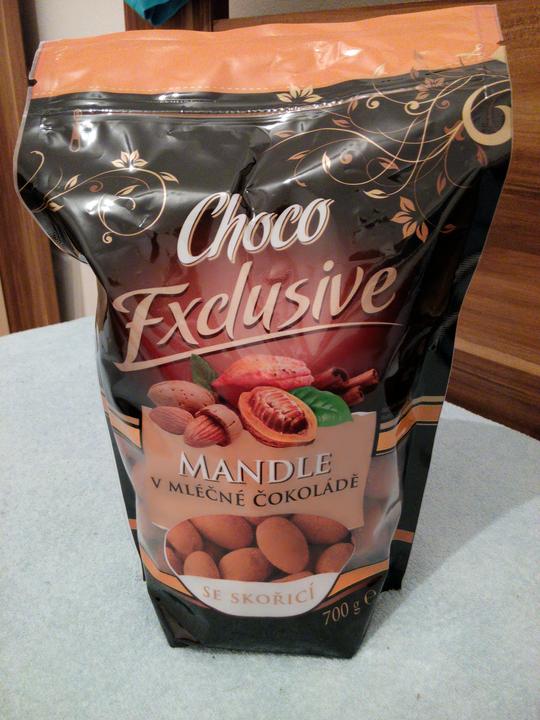 Choco
Exclusive
MANDLE
V MLÉČNÉ ČOKOLÁDĚ
SE SKOŘICÍ
700 g ℮